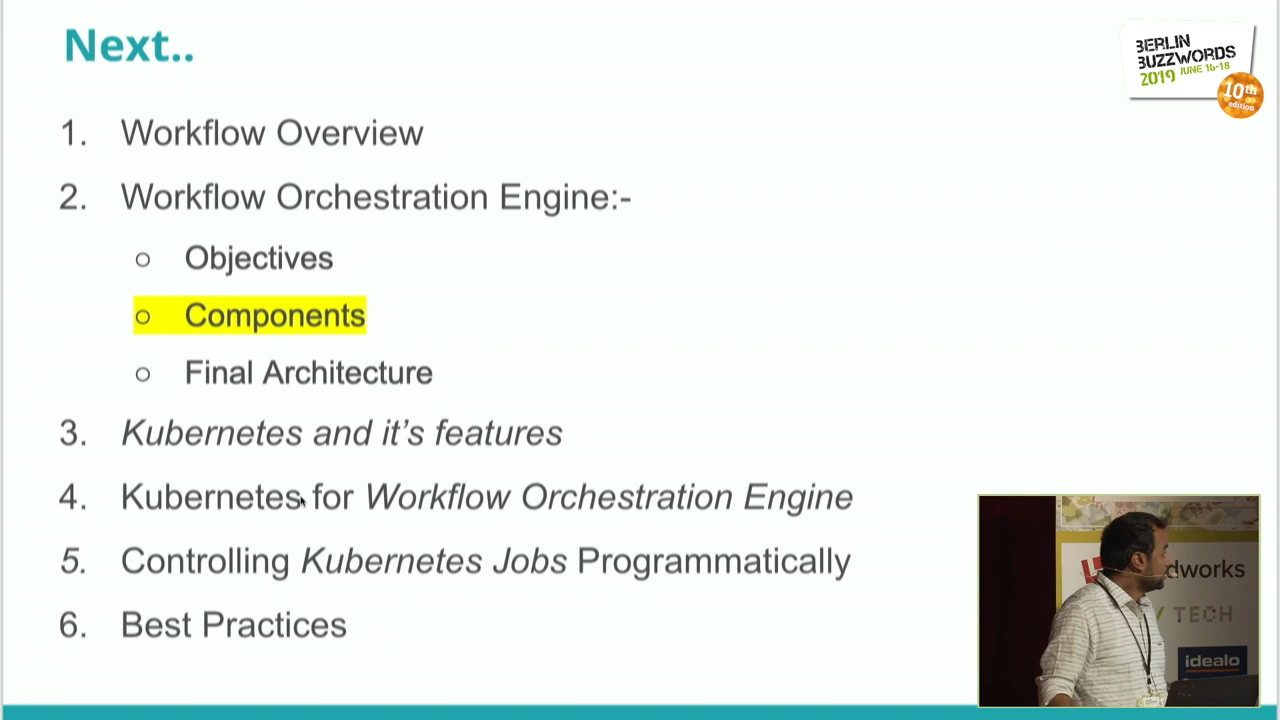 Next..
BERLIN
BUZZWORDS
2019 JUNE 16-18
10th
edition
1. Workflow Overview
2. Workflow Orchestration Engine:-
○ Objectives
○ Components
○ Final Architecture
3. Kubernetes and it's features
4. Kubernetes for Workflow Orchestration Engine
5. Controlling Kubernetes Jobs Programmatically
6. Best Practices
dworks
TECH
idealo